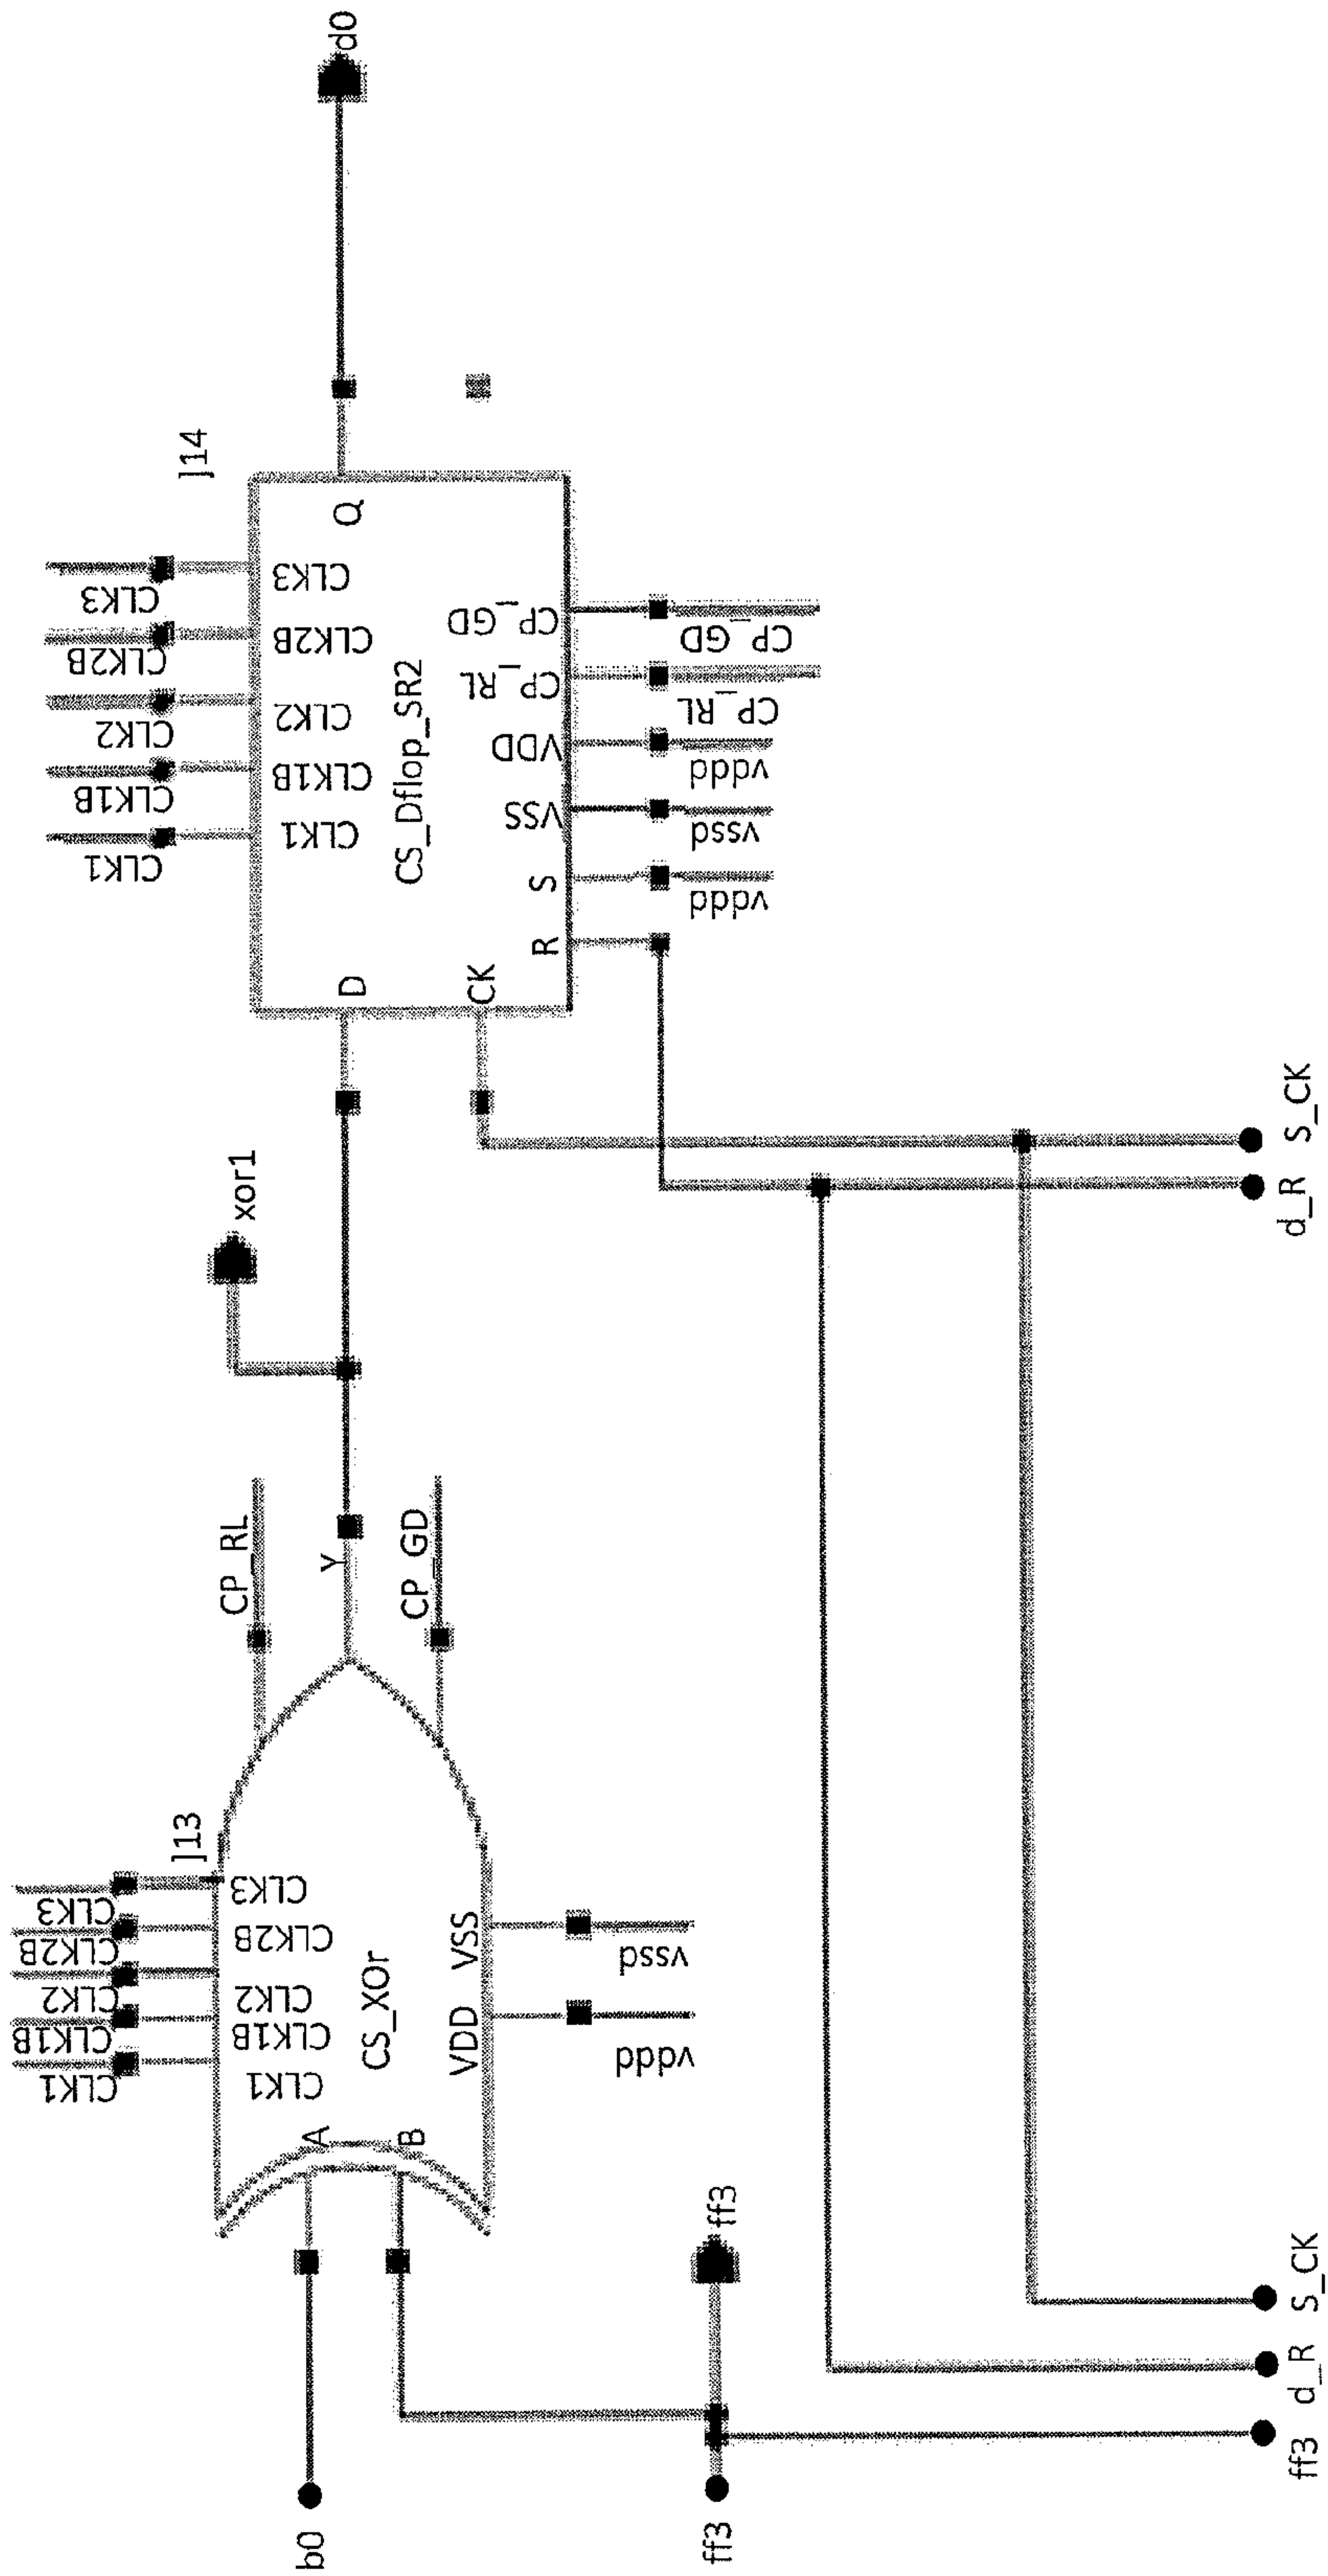 CLK1
CLK1B
CLK2
CLK2B
CLK3
]13
CLK1
CLK1B
CLK2
CLK2B
CLK3
CP_RL
b0
A
CS_XOr
Y
B
VDD
VSS
CP_GD
vddd
vssd
xor1
CLK1
CLK1B
CLK2
CLK2B
CLK3
]14
CLK1
CLK1B
CLK2
CLK2B
CLK3
D
Q
d0
CS_Dflop_SR2
CK
R
S
VSS
VDD
CP_RL
CP_GD
vddd
vssd
vddd
CP_RL
CP_GD
ff3
ff3
ff3
d_R
S_CK
d_R
S_CK